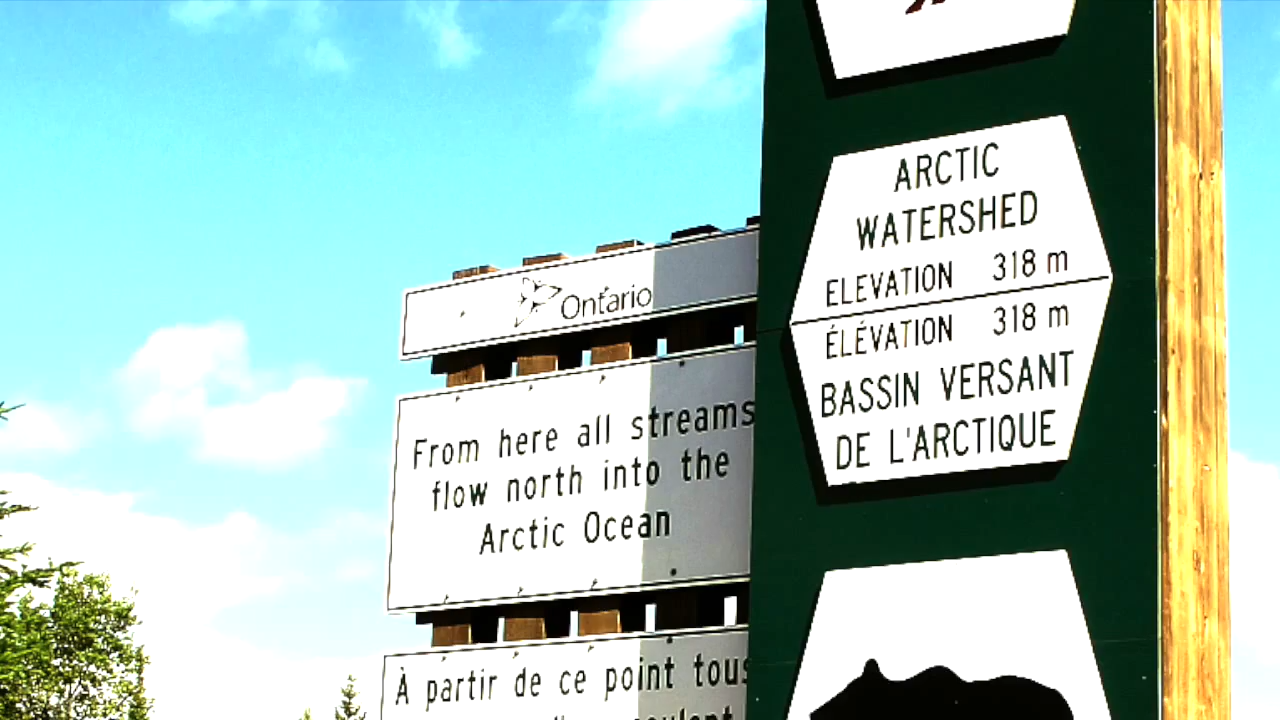 Ontario
From here all streams
flow north into the
Arctic Ocean
À partir de ce point tous
ARCTIC
WATERSHED
ELEVATION 318 m
ÉLÉVATION 318 m
BASSIN VERSANT
DE L'ARCTIQUE